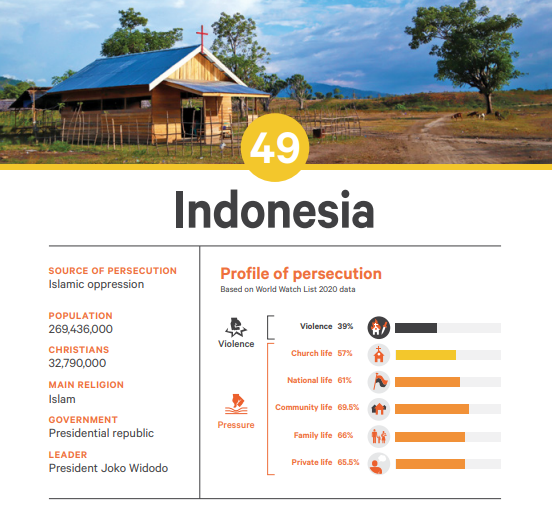 49
Indonesia
SOURCE OF PERSECUTION
Islamic oppression
POPULATION
269,436,000
CHRISTIANS
32,790,000
MAIN RELIGION
Islam
GOVERNMENT
Presidential republic
LEADER
President Joko Widodo
Profile of persecution
Based on World Watch List 2020 data
Violence
Violence 39%
Church life 57%
National life 61%
Community life 69.5%
Pressure
Family life 66%
Private life 65.5%